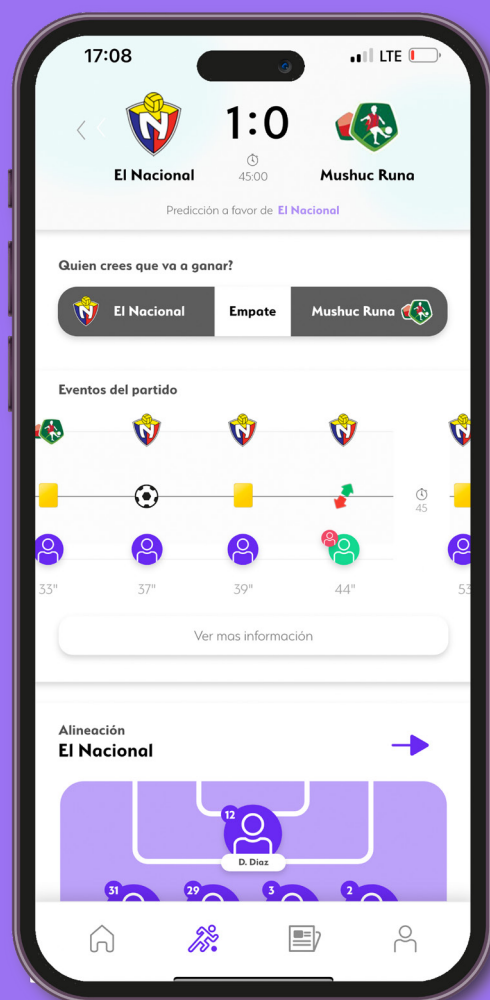 17:08
LTE
1:0
El Nacional
45:00
Mushuc Runa
Predicción a favor de El Nacional
Quien crees que va a ganar?
El Nacional
Empate
Mushuc Runa
Eventos del partido
45
33"
37"
39"
44"
53
Ver mas información
Alineación
El Nacional
12
D. Diaz
31
29
3
2